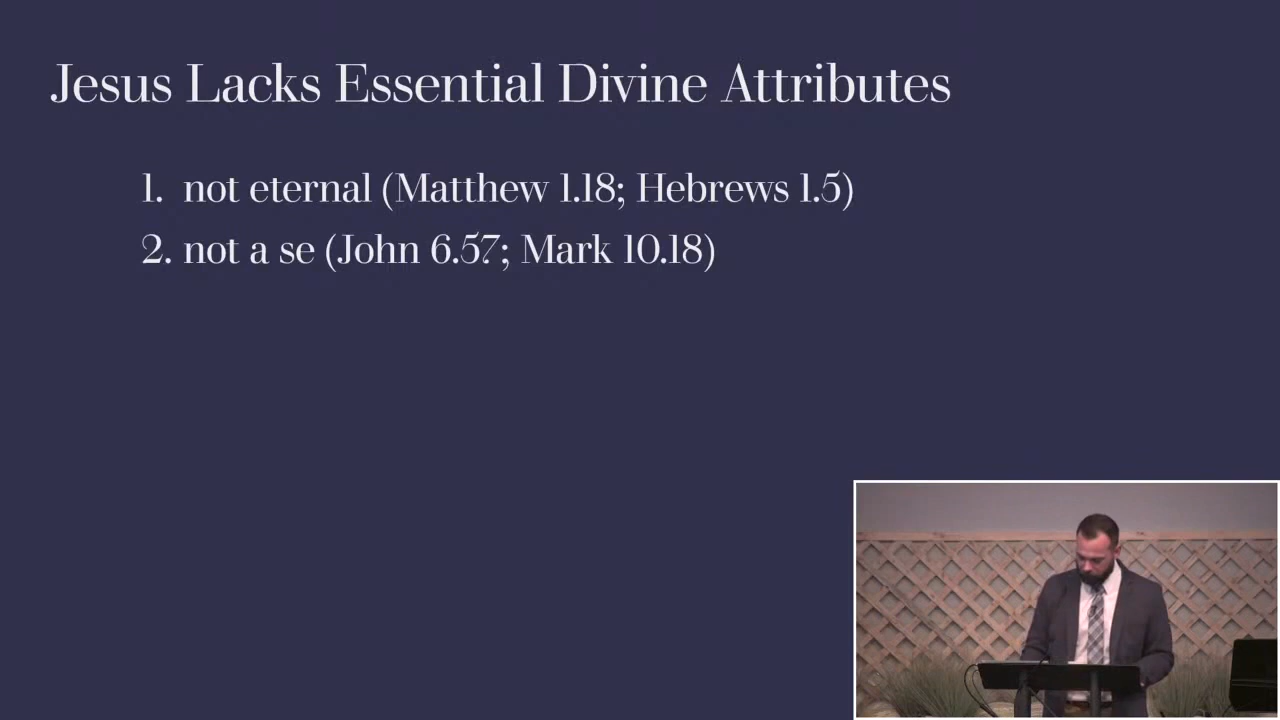 Jesus Lacks Essential Divine Attributes
1. not eternal (Matthew 1.18; Hebrews 1.5)
2. not a se (John 6.57; Mark 10.18)